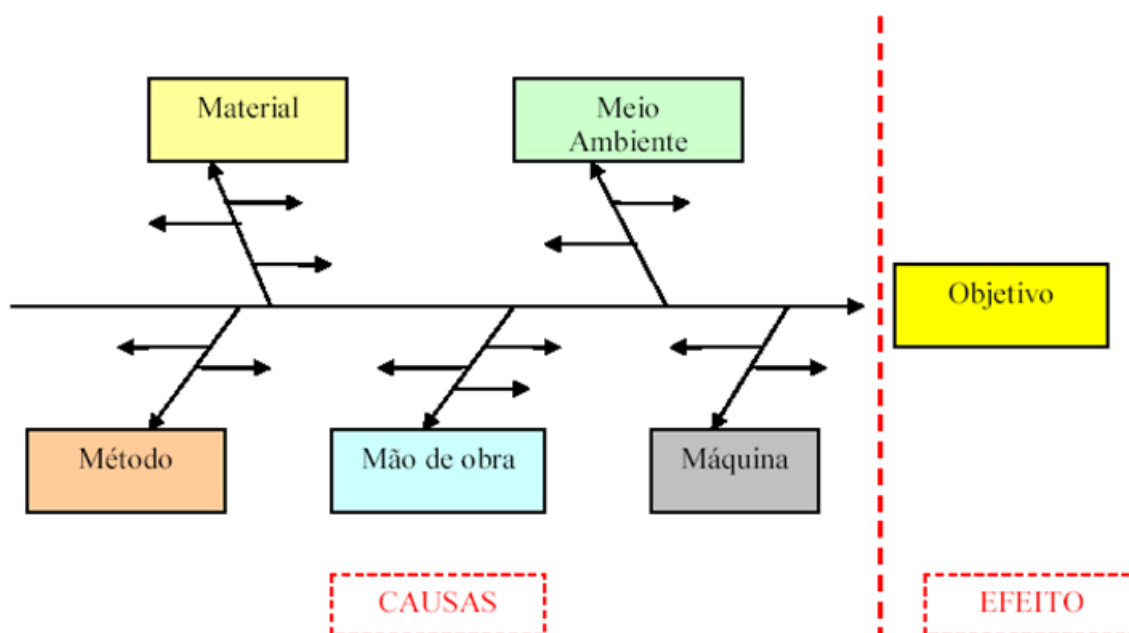 Material
Meio
Ambiente
Objetivo
Método
Mão de obra
Máquina
CAUSAS
EFEITO